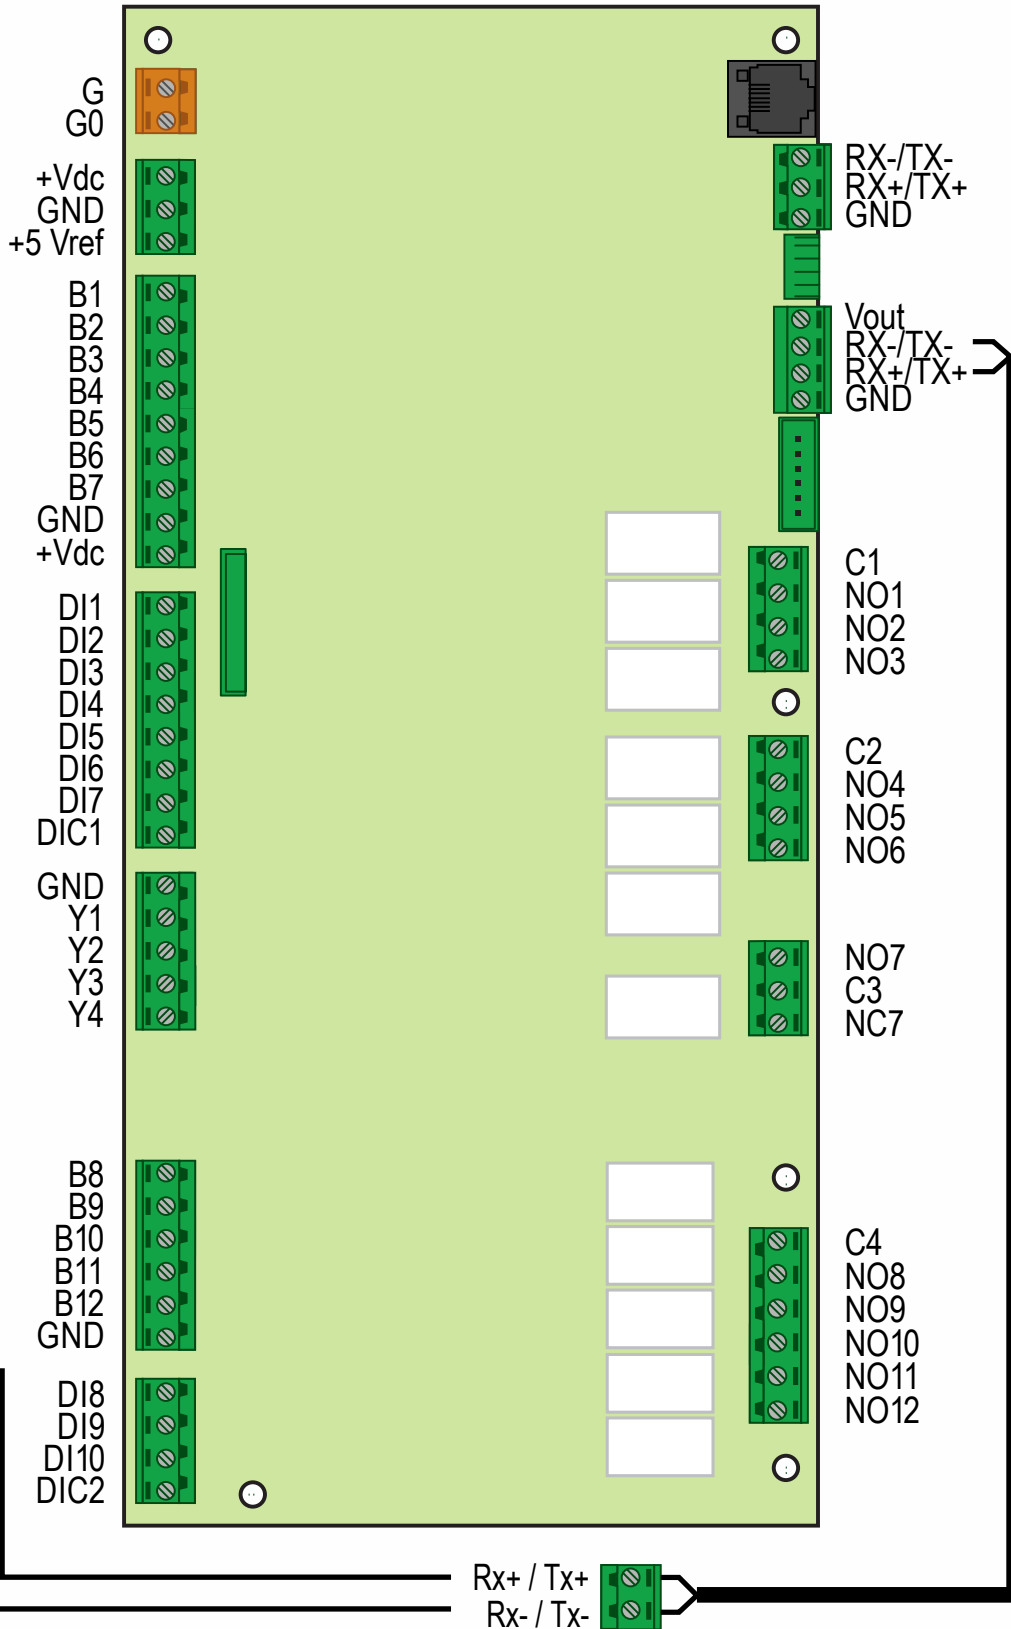 G
G0
+Vdc
GND
+5 Vref
B1
B2
B3
B4
B5
B6
B7
GND
+Vdc
DI1
DI2
DI3
DI4
DI5
DI6
DI7
DIC1
GND
Y1
Y2
Y3
Y4
B8
B9
B10
B11
B12
GND
DI8
DI9
DI10
DIC2
RX-/TX-
RX+/TX+
GND
Vout
RX-/TX-
RX+/TX+
GND
C1
NO1
NO2
NO3
C2
NO4
NO5
NO6
NO7
C3
NC7
C4
NO8
NO9
NO10
NO11
NO12
Rx+ / Tx+
Rx- / Tx-